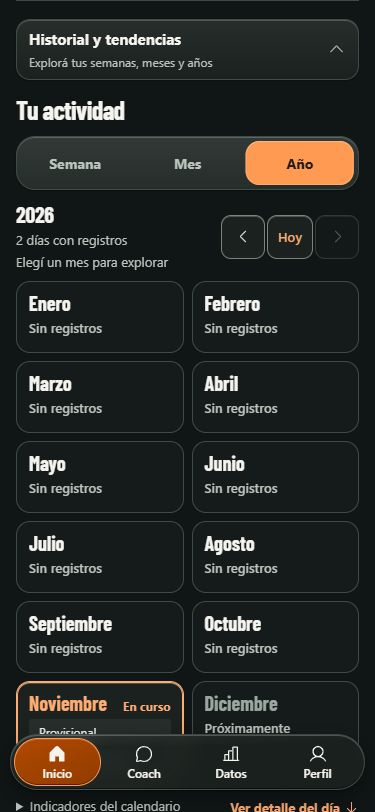 Historial y tendencias
Explorá tus semanas, meses y años
Tu actividad
Semana
Mes
Año
2026
2 días con registros
Elegí un mes para explorar
Hoy
Enero
Sin registros
Febrero
Sin registros
Marzo
Sin registros
Abril
Sin registros
Mayo
Sin registros
Junio
Sin registros
Julio
Sin registros
Agosto
Sin registros
Septiembre
Sin registros
Octubre
Sin registros
Noviembre
En curso
Provisional
Diciembre
Próximamente
Inicio
Coach
Datos
Perfil
Indicadores del calendario
Ver detalle del día ↓